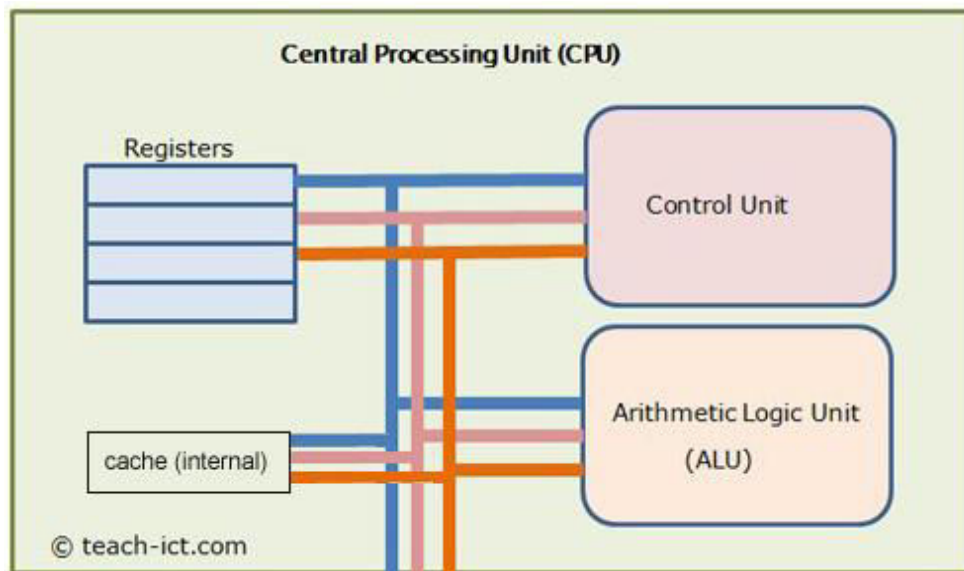 Central Processing Unit (CPU)
Registers
Control Unit
Arithmetic Logic Unit
(ALU)
cache (internal)
© teach-ict.com